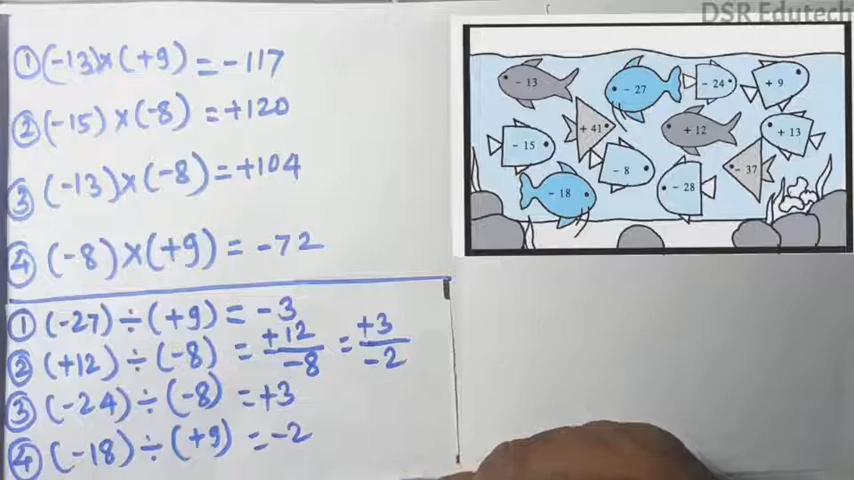 DSR Edutech
① (-13)×(+9) = -117
② (-15)×(-8) = +120
③ (-13)×(-8) = +104
④ (-8)×(+9) = -72
① (-27)÷(+9) = -3
② (+12)÷(-8) = +12/-8 = +3/-2
③ (-24)÷(-8) = +3
④ (-18)÷(+9) = -2
- 13 - 27 - 24 + 9
+ 41 + 12 + 13
- 15 - 8 - 37
- 18 - 28